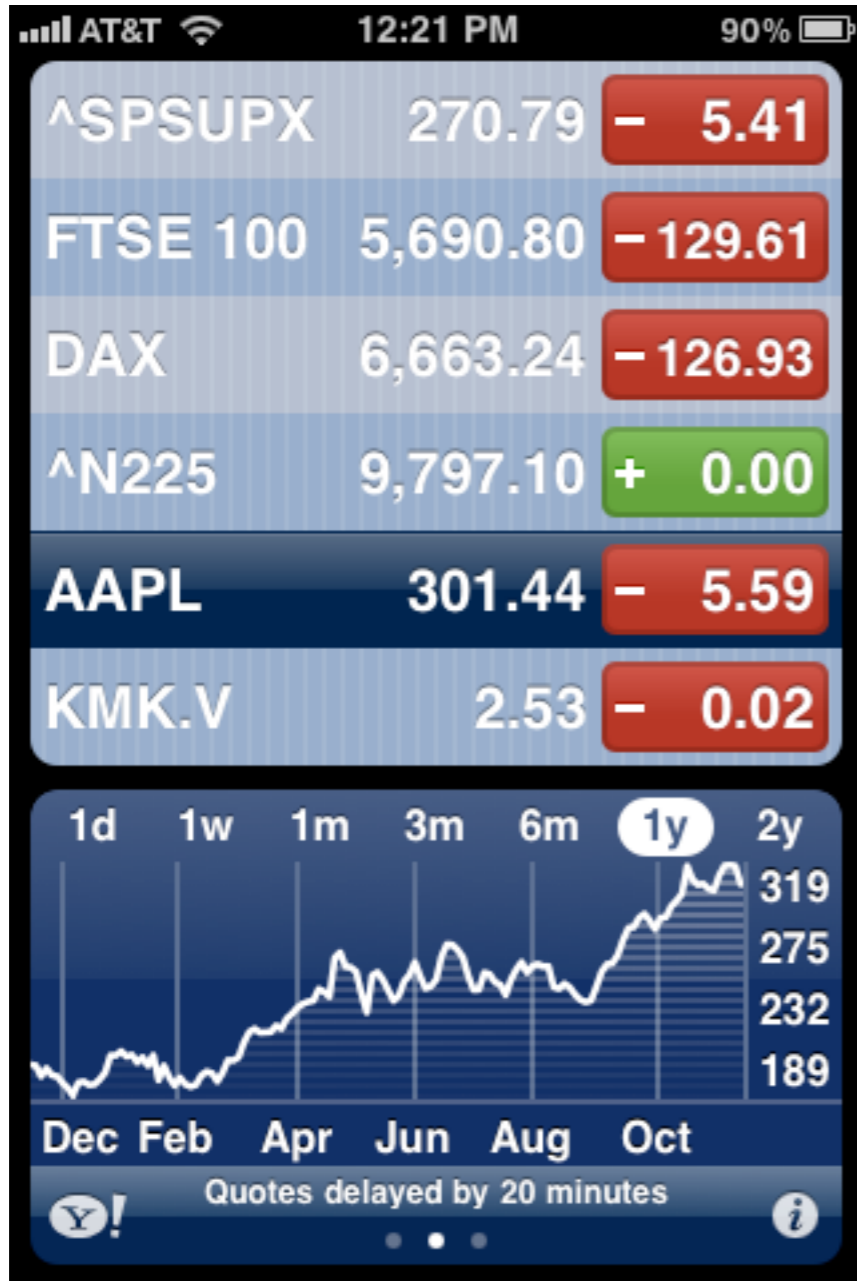 AT&T 12:21 PM 90%
^SPSUPX 270.79 - 5.41
FTSE 100 5,690.80 -129.61
DAX 6,663.24 -126.93
^N225 9,797.10 + 0.00
AAPL 301.44 - 5.59
KMK.V 2.53 - 0.02
1d 1w 1m 3m 6m 1y 2y
319
275
232
189
Dec Feb Apr Jun Aug Oct
Quotes delayed by 20 minutes
Y! i